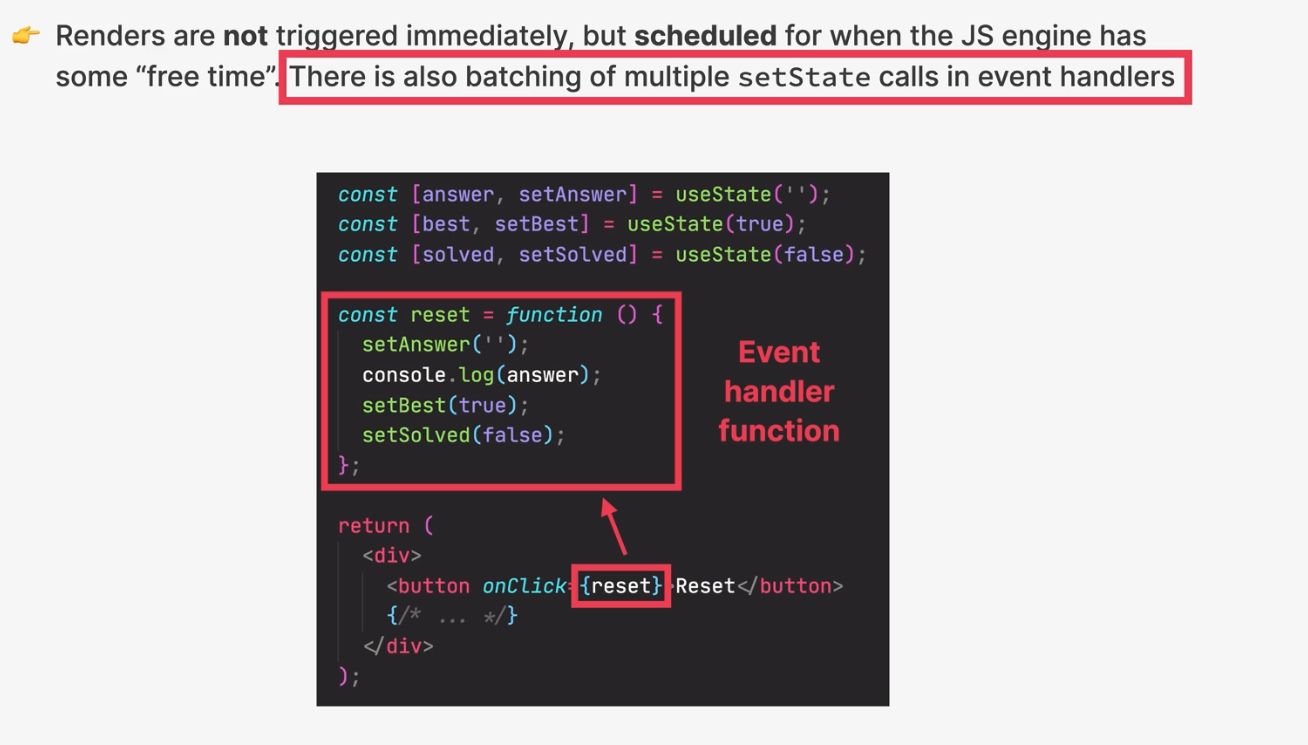 👉 Renders are not triggered immediately, but scheduled for when the JS engine has
some “free time”. There is also batching of multiple setState calls in event handlers
const [answer, setAnswer] = useState('');
const [best, setBest] = useState(true);
const [solved, setSolved] = useState(false);
const reset = function () {
setAnswer('');
console.log(answer);
setBest(true);
setSolved(false);
};
Event
handler
function
return (
<div>
<button onClick={reset}>Reset</button>
{/* ... */}
</div>
);